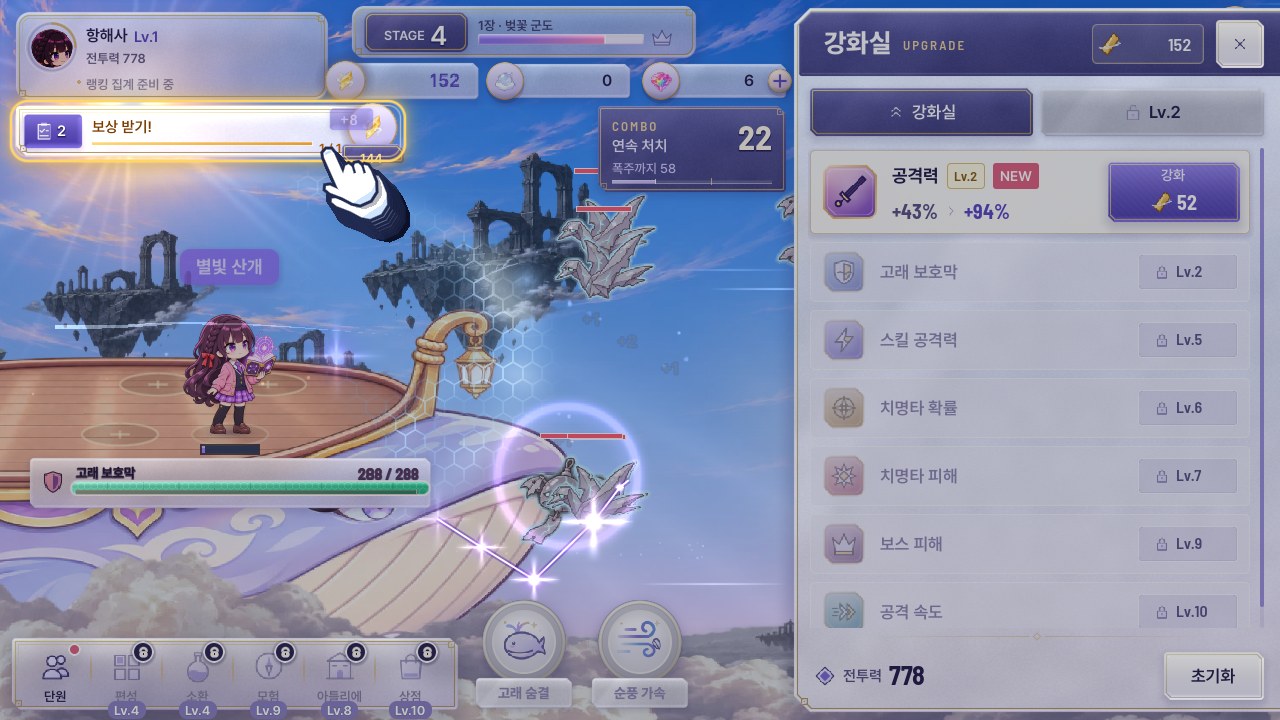 항해사 Lv.1
전투력 778
랭킹 집계 준비 중
STAGE 4
1장 · 벚꽃 군도
152
0
6
2
보상 받기!
+8
144
COMBO
연속 처치
22
폭주까지 58
별빛 산개
고래 보호막
288 / 288
단원
편성
Lv.4
소환
Lv.4
모험
Lv.9
아틀리에
Lv.8
상점
Lv.10
고래 숨결
순풍 가속
강화실 UPGRADE
152
강화실
Lv.2
공격력 Lv.2 NEW
+43% +94%
강화
52
고래 보호막 Lv.2
스킬 공격력 Lv.5
치명타 확률 Lv.6
치명타 피해 Lv.7
보스 피해 Lv.9
공격 속도 Lv.10
전투력 778
초기화